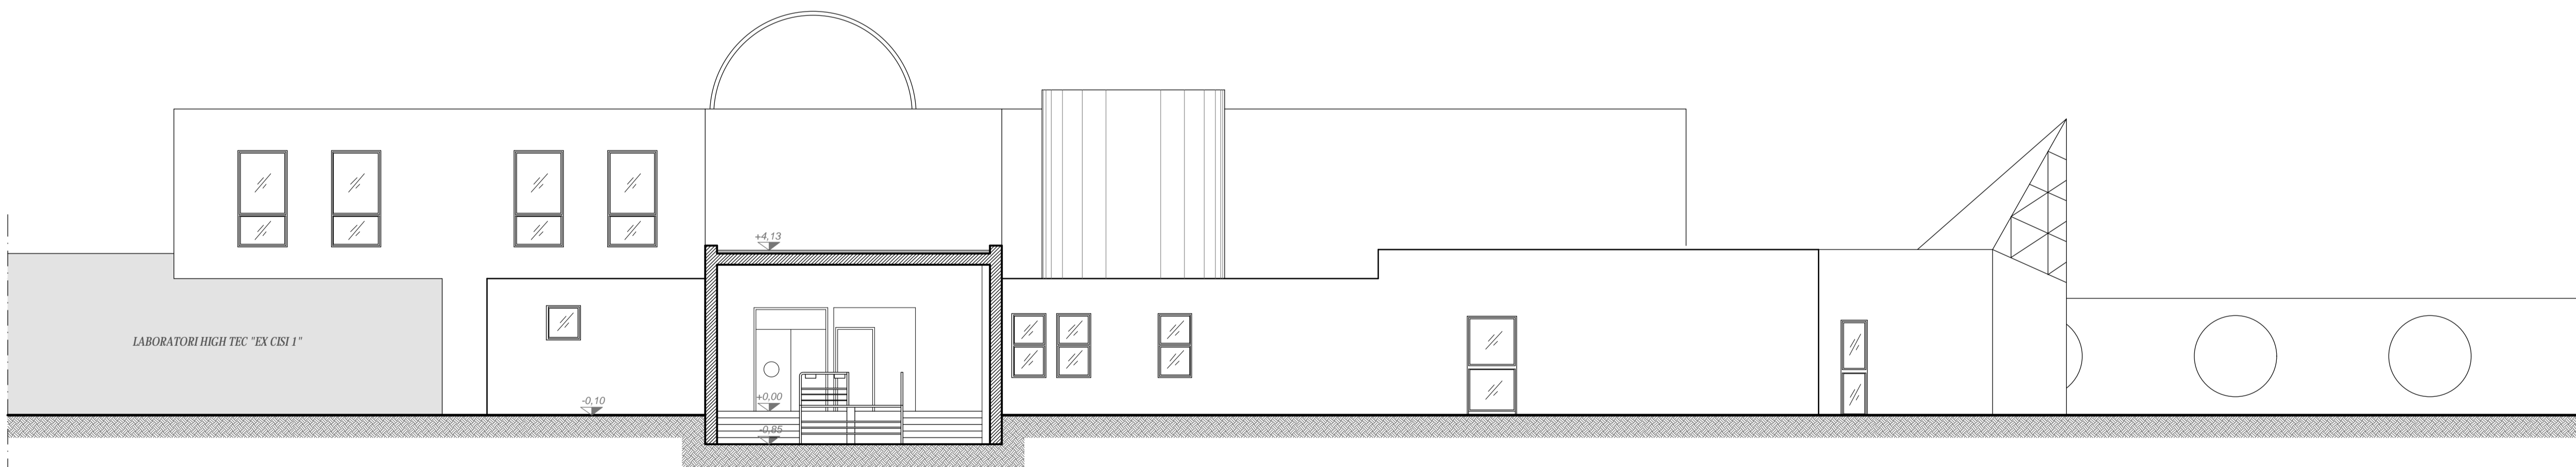 +4,13
LABORATORI HIGH TEC "EX CISI 1"
-0,10
+0,00
-0,85